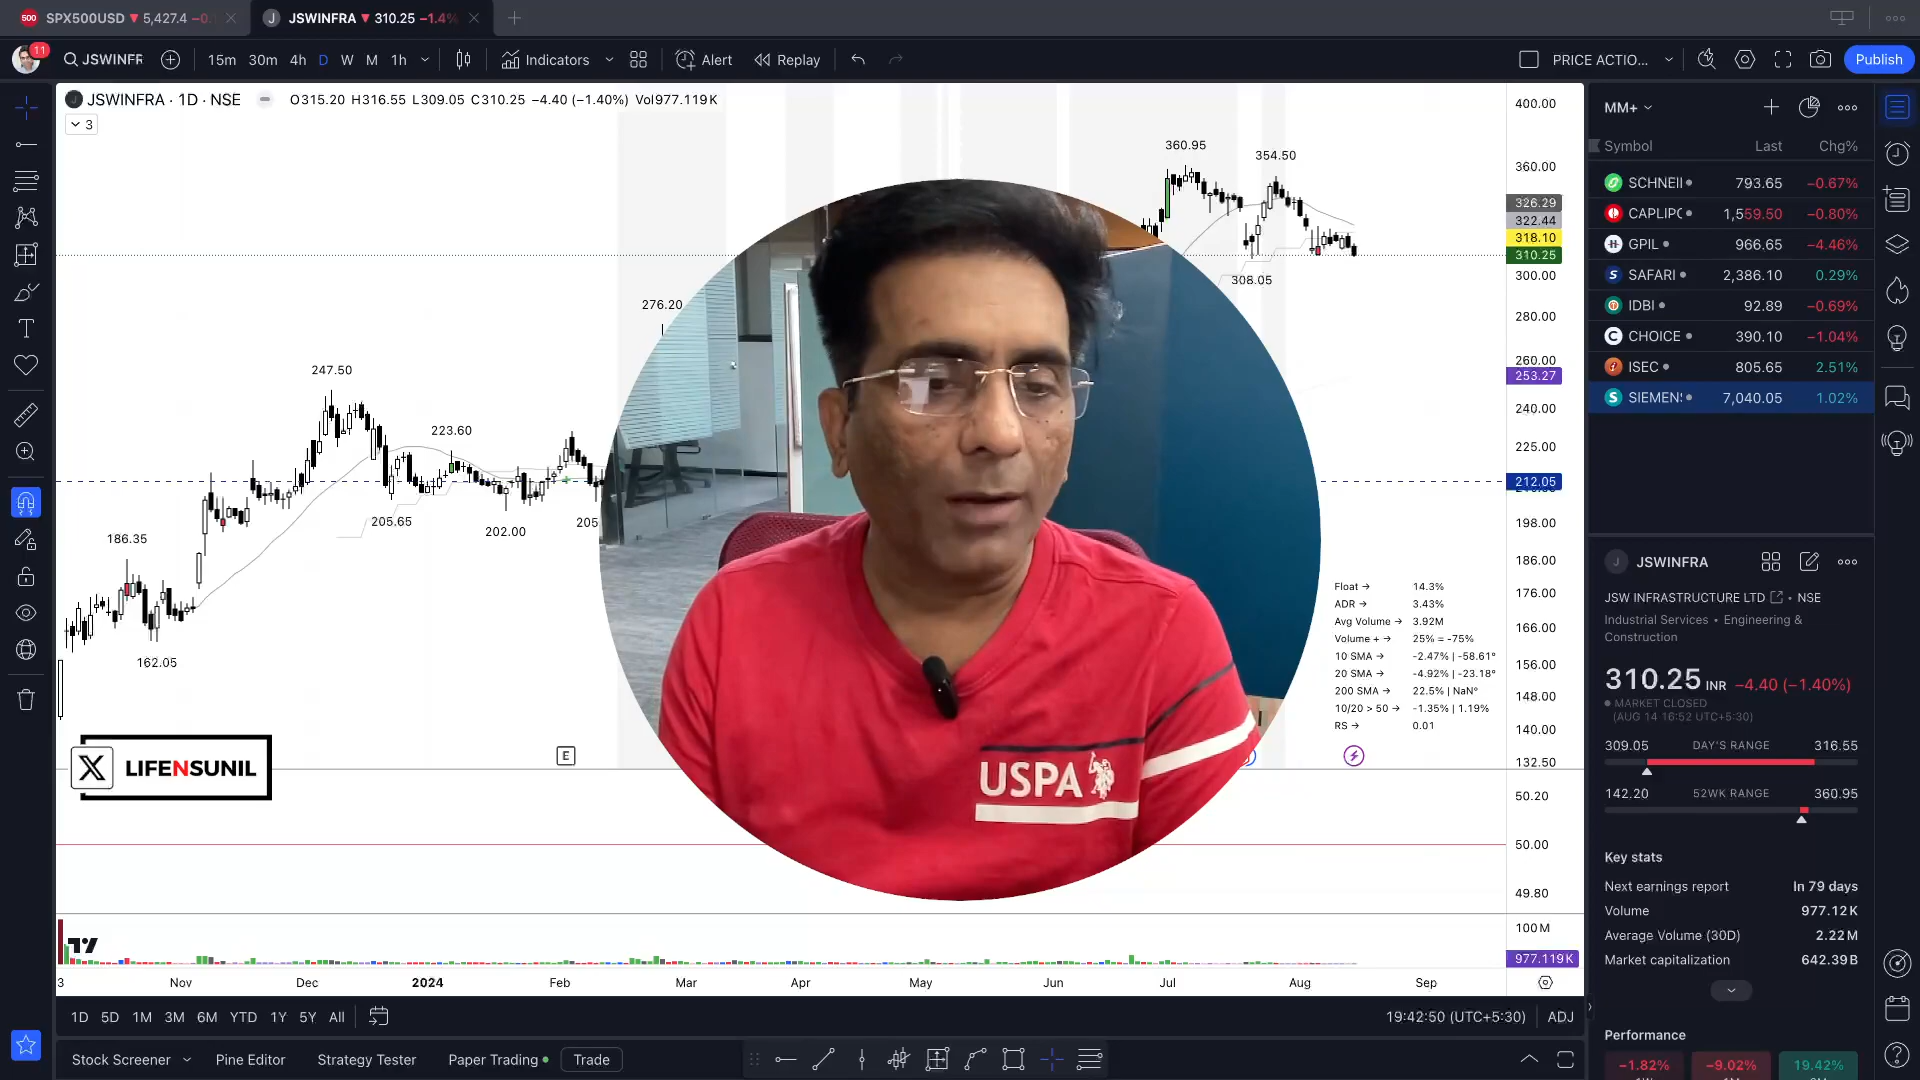 SPX500USD ▼ 5,427.4 −0.
JSWINFRA ▼ 310.25 −1.4%
11
JSWINFR
15m 30m 4h D W M 1h
Indicators
Alert
Replay
PRICE ACTIO...
Publish
JSWINFRA · 1D · NSE
O315.20 H316.55 L309.05 C310.25 −4.40 (−1.40%) Vol977.119K
3
360.95
354.50
308.05
276.20
247.50
223.60
205.65
202.00
205
186.35
162.05
400.00
360.00
326.29
322.44
318.10
310.25
300.00
280.00
260.00
253.27
240.00
225.00
212.05
198.00
186.00
176.00
166.00
156.00
148.00
140.00
132.50
50.20
50.00
49.80
100M
977.119K
Float → 14.3%
ADR → 3.43%
Avg Volume → 3.92M
Volume + → 25% = -75%
10 SMA → -2.47% | -58.61°
20 SMA → -4.92% | -23.18°
200 SMA → 22.5% | NaN°
10/20 > 50 → -1.35% | 1.19%
RS → 0.01
E
X LIFENSUNIL
USPA
3 Nov Dec 2024 Feb Mar Apr May Jun Jul Aug Sep
1D 5D 1M 3M 6M YTD 1Y 5Y All
19:42:50 (UTC+5:30) ADJ
Stock Screener Pine Editor Strategy Tester Paper Trading Trade
MM+
Symbol Last Chg%
SCHNEI 793.65 −0.67%
CAPLIPO 1,559.50 −0.80%
GPIL 966.65 −4.46%
SAFARI 2,386.10 0.29%
IDBI 92.89 −0.69%
CHOICE 390.10 −1.04%
ISEC 805.65 2.51%
SIEMENS 7,040.05 1.02%
JSWINFRA
JSW INFRASTRUCTURE LTD • NSE
Industrial Services • Engineering &
Construction
310.25 INR −4.40 (−1.40%)
MARKET CLOSED
(AUG 14 16:52 UTC+5:30)
309.05 DAY'S RANGE 316.55
142.20 52WK RANGE 360.95
Key stats
Next earnings report In 79 days
Volume 977.12K
Average Volume (30D) 2.22M
Market capitalization 642.39B
Performance
−1.82% −9.02% 19.42%